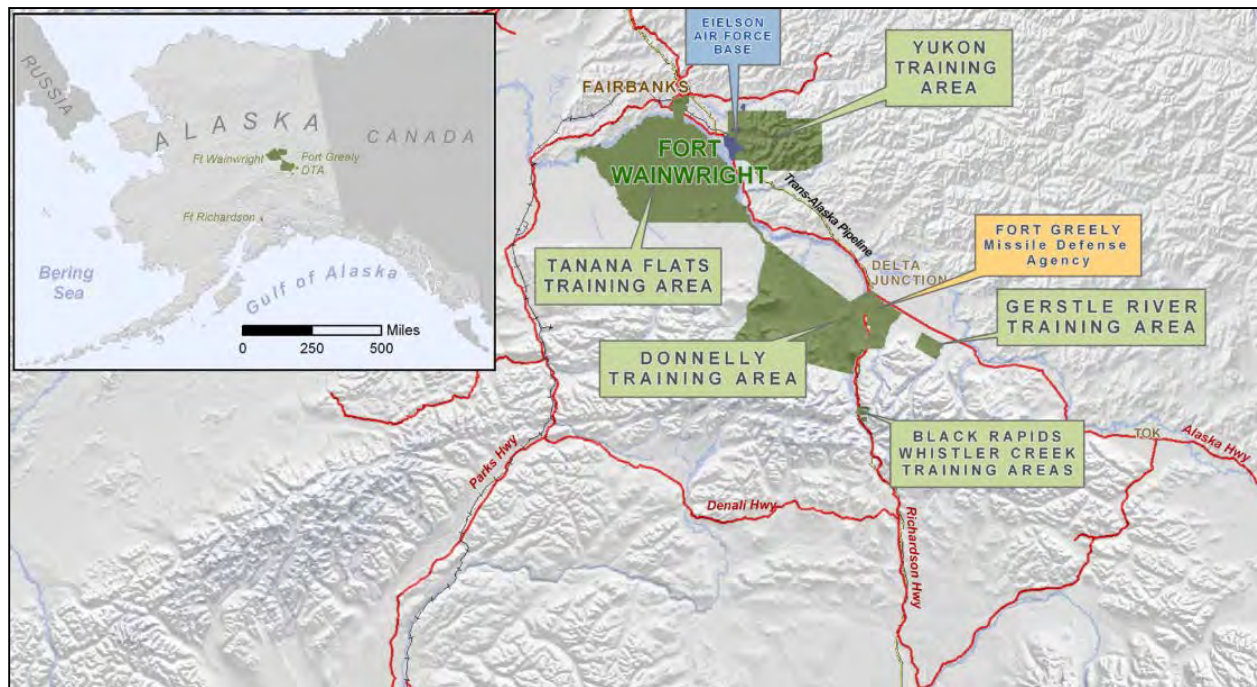 RUSSIA
ALASKA
CANADA
Ft Wainwright
Fort Greely
DTA
Ft Richardson
Bering
Sea
Gulf of Alaska
Miles
0 250 500
EIELSON
AIR FORCE
BASE
YUKON
TRAINING
AREA
FAIRBANKS
FORT
WAINWRIGHT
Trans-Alaska Pipeline
TANANA FLATS
TRAINING AREA
DELTA
JUNCTION
FORT GREELY
Missile Defense
Agency
GERSTLE RIVER
TRAINING AREA
DONNELLY
TRAINING AREA
BLACK RAPIDS
WHISTLER CREEK
TRAINING AREAS
TOK
Alaska Hwy
Parks Hwy
Denali Hwy
Richardson Hwy